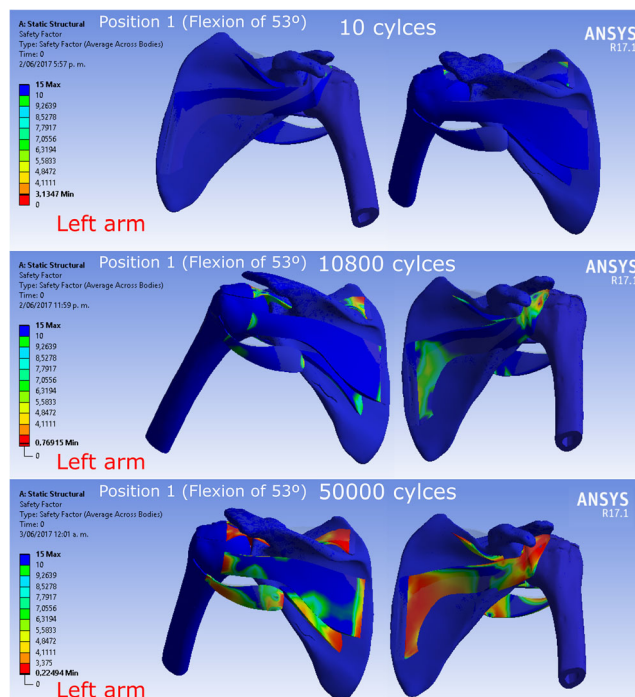 A: Static Structural Position 1 (Flexion of 53º) 10 cylces ANSYS
Safety Factor R17.1
Type: Safety Factor (Average Across Bodies)
Time: 0
2/06/2017 5:57 p. m.
15 Max
10
9,2639
8,5278
7,7917
7,0556
6,3194
5,5833
4,8472
4,1111
3,1347 Min
0
Left arm
A: Static Structural Position 1 (Flexion of 53º) 10800 cylces ANSYS
Safety Factor R17.1
Type: Safety Factor (Average Across Bodies)
Time: 0
2/06/2017 11:59 p. m.
15 Max
10
9,2639
8,5278
7,7917
7,0556
6,3194
5,5833
4,8472
4,1111
0,76915 Min
0
Left arm
A: Static Structural Position 1 (Flexion of 53º) 50000 cylces ANSYS
Safety Factor R17.1
Type: Safety Factor (Average Across Bodies)
Time: 0
3/06/2017 12:01 a. m.
15 Max
10
9,2639
8,5278
7,7917
7,0556
6,3194
5,5833
4,8472
4,1111
3,375
0,22494 Min
0
Left arm